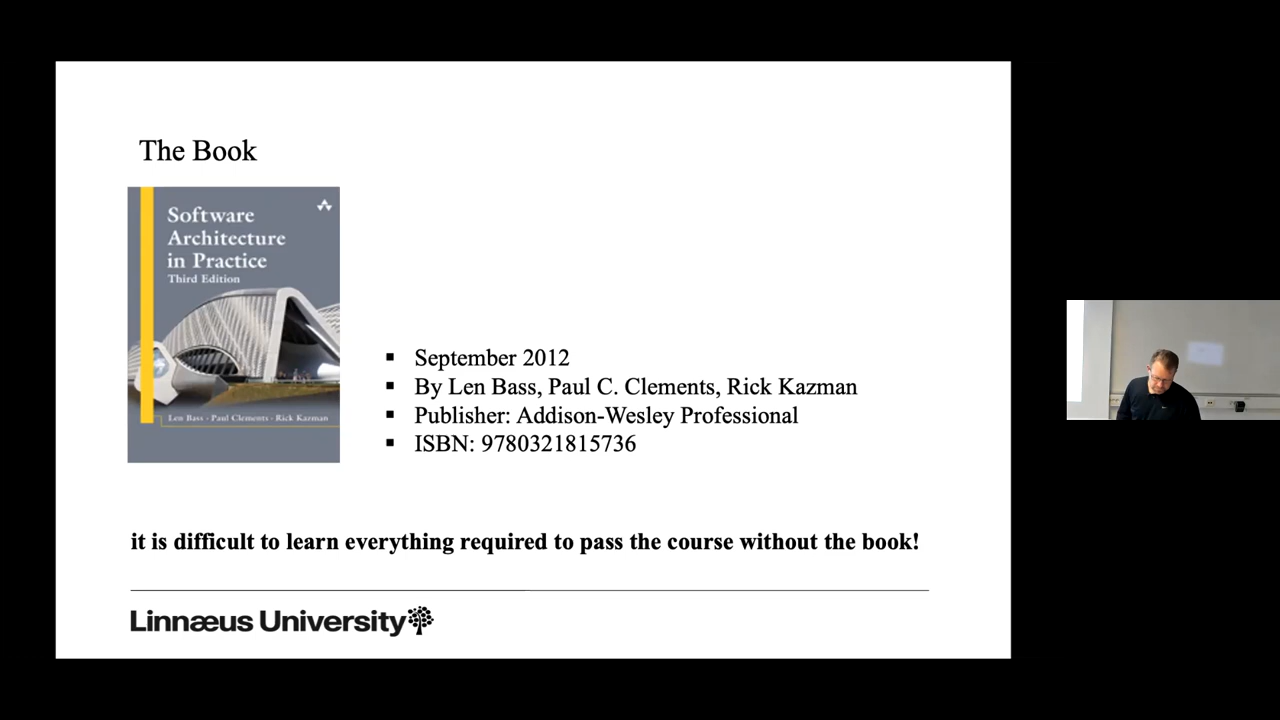 The Book
Software
Architecture
in Practice
Third Edition
Len Bass · Paul Clements · Rick Kazman
▪ September 2012
▪ By Len Bass, Paul C. Clements, Rick Kazman
▪ Publisher: Addison-Wesley Professional
▪ ISBN: 9780321815736
it is difficult to learn everything required to pass the course without the book!
Linnæus University